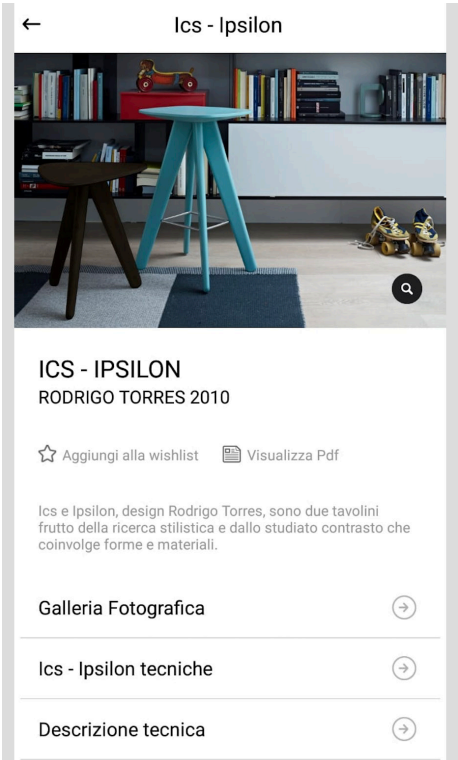 Ics - Ipsilon
ICS - IPSILON
RODRIGO TORRES 2010
Aggiungi alla wishlist
Visualizza Pdf
Ics e Ipsilon, design Rodrigo Torres, sono due tavolini
frutto della ricerca stilistica e dallo studiato contrasto che
coinvolge forme e materiali.
Galleria Fotografica
Ics - Ipsilon tecniche
Descrizione tecnica